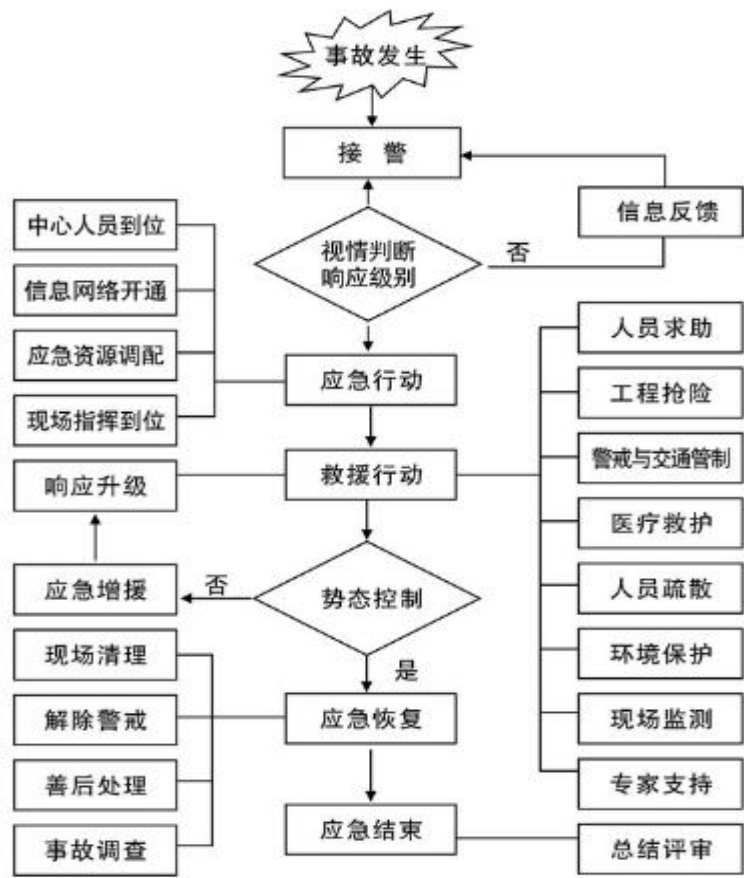 事故发生
接 警
信息反馈
中心人员到位
视情判断
响应级别
否
信息网络开通
人员求助
应急资源调配
应急行动
工程抢险
现场指挥到位
警戒与交通管制
响应升级
救援行动
医疗救护
应急增援
否
势态控制
人员疏散
现场清理
是
环境保护
解除警戒
应急恢复
现场监测
善后处理
专家支持
应急结束
事故调查
总结评审